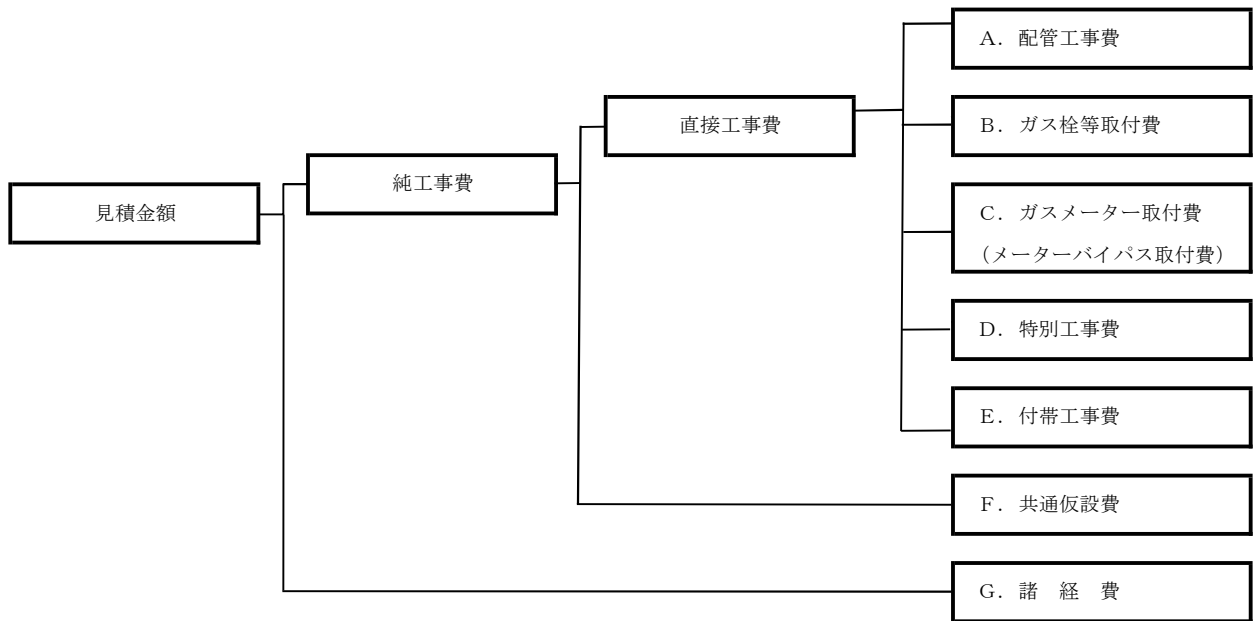 見積金額
純工事費
直接工事費
A．配管工事費
B．ガス栓等取付費
C．ガスメーター取付費
（メーターバイパス取付費）
D．特別工事費
E．付帯工事費
F．共通仮設費
G．諸　経　費